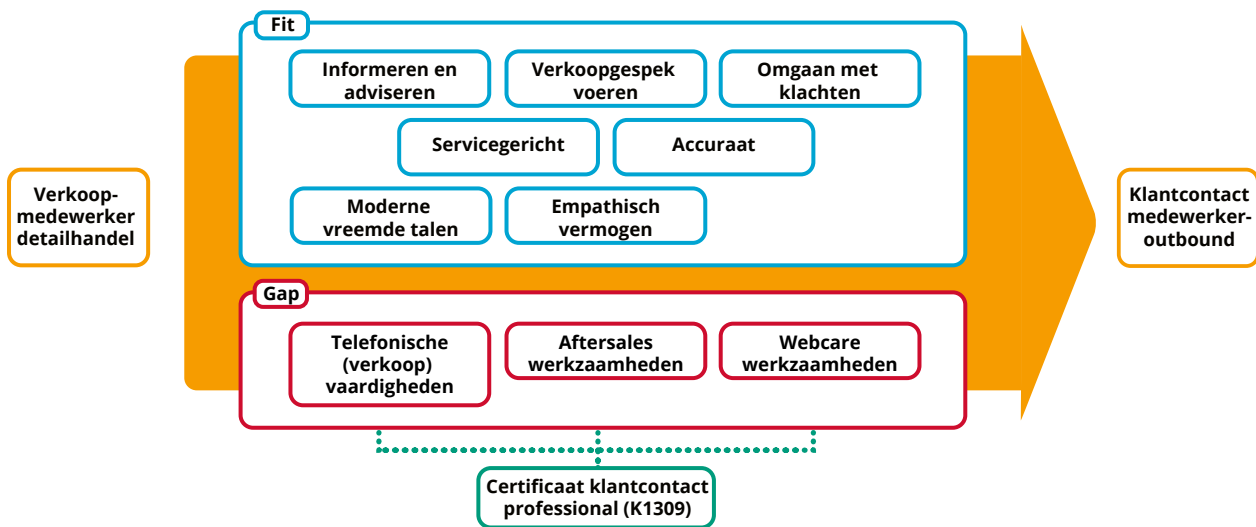 Fit
Informeren en
adviseren
Verkoopgespek
voeren
Omgaan met
klachten
Servicegericht
Accuraat
Moderne
vreemde talen
Empathisch
vermogen
Verkoop-
medewerker
detailhandel
Klantcontact
medewerker-
outbound
Gap
Telefonische
(verkoop)
vaardigheden
Aftersales
werkzaamheden
Webcare
werkzaamheden
Certificaat klantcontact
professional (K1309)